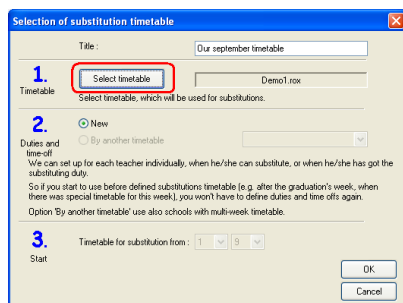 Selection of substitution timetable
Title : Our september timetable
1. Select timetable Demo1.rox
Timetable
Select timetable, which will be used for substitutions.
2. New
Duties and time-off By another timetable
We can set up for each teacher individually, when he/she can substitute, or when he/she has got the
substituting duty.
So if you start to use before defined substitutions timetable (e.g. after the graduation's week, when
there was special timetable for this week), you won't have to define duties and time offs again.
Option 'By another timetable' use also schools with multi-week timetable.
3. Timetable for substitution from : 1 9
Start
OK
Cancel